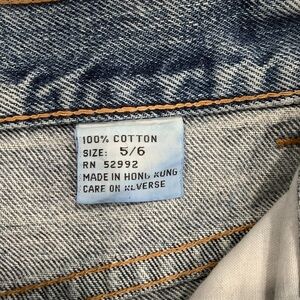 100% COTTON
SIZE: 5/6
RN 52992
MADE IN HONG KONG
CARE ON REVERSE